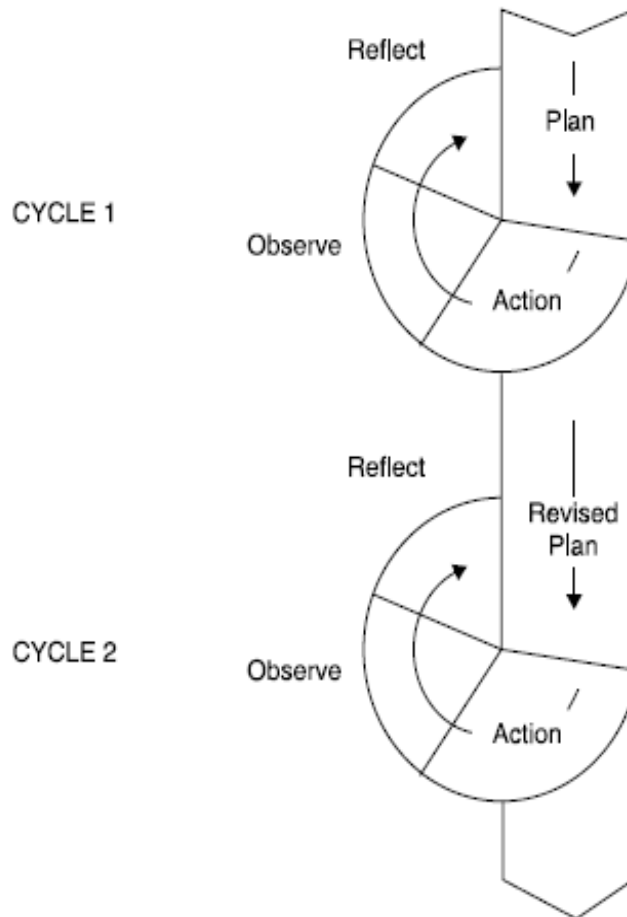 Reflect
Plan
CYCLE 1
Observe
Action
Reflect
Revised
Plan
CYCLE 2
Observe
Action